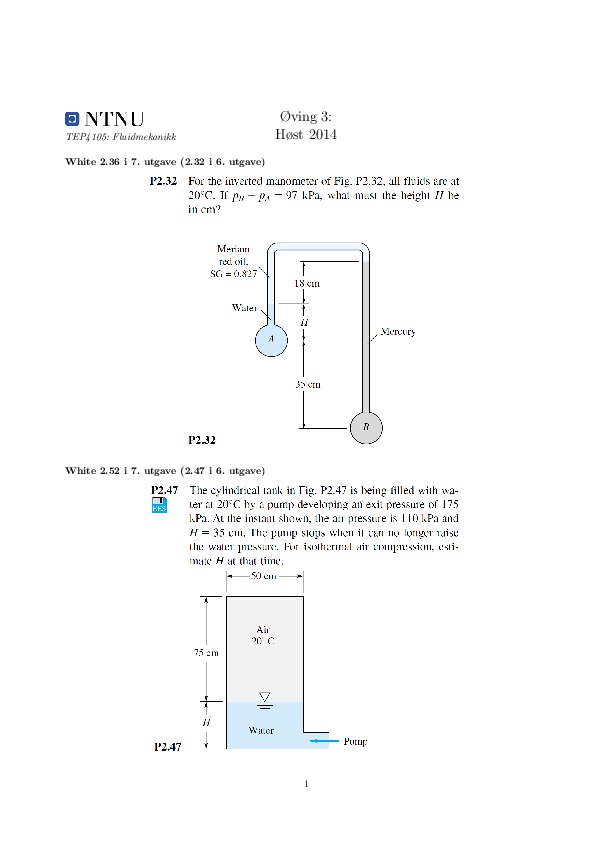 NTNU
TEP4105: Fluidmekanikk
Øving 3:
Høst 2014
White 2.36 i 7. utgave (2.32 i 6. utgave)
P2.32 For the inverted manometer of Fig. P2.32, all fluids are at
20°C. If p_B − p_A = 97 kPa, what must the height H be
in cm?
Meriam
red oil,
SG = 0.827
18 cm
Water
H
Mercury
A
35 cm
B
P2.32
White 2.52 i 7. utgave (2.47 i 6. utgave)
P2.47 The cylindrical tank in Fig. P2.47 is being filled with wa-
EES
ter at 20°C by a pump developing an exit pressure of 175
kPa. At the instant shown, the air pressure is 110 kPa and
H = 35 cm. The pump stops when it can no longer raise
the water pressure. For isothermal air compression, esti-
mate H at that time.
50 cm
Air
20° C
75 cm
H
Water
Pump
P2.47
1